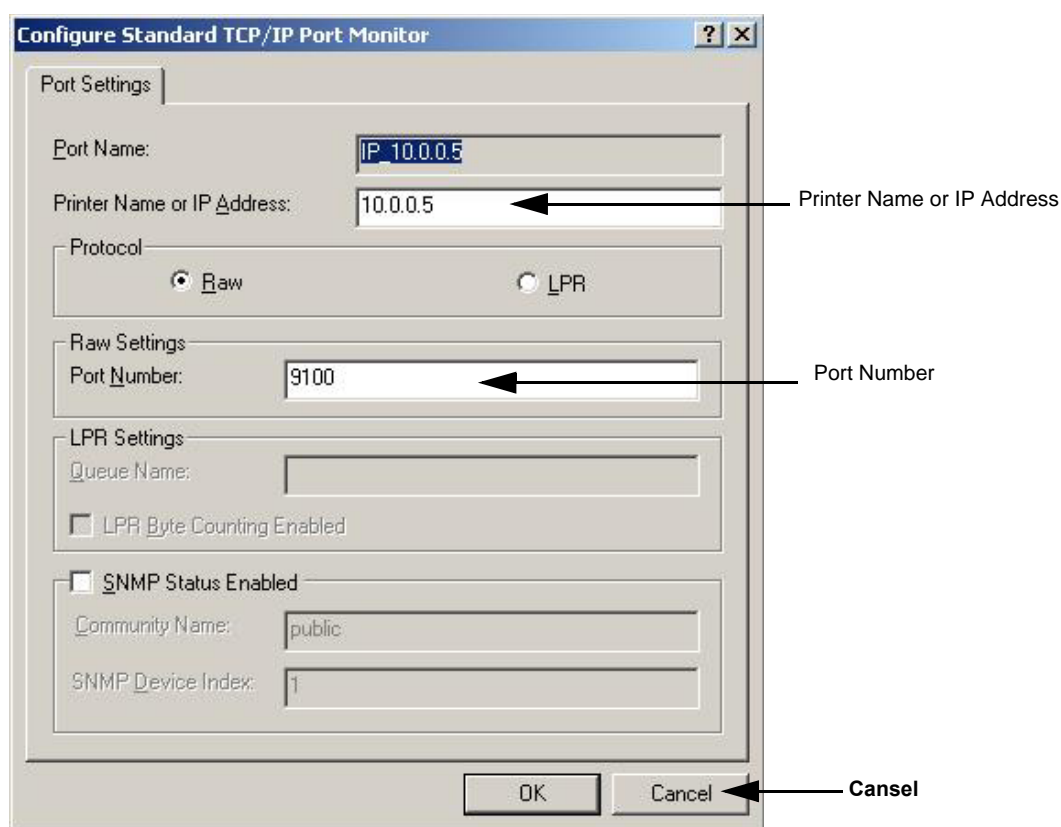 Configure Standard TCP/IP Port Monitor
Port Settings
Port Name: IP_10.0.0.5
Printer Name or IP Address: 10.0.0.5 Printer Name or IP Address
Protocol
Raw LPR
Raw Settings
Port Number: 9100 Port Number
LPR Settings
Queue Name:
LPR Byte Counting Enabled
SNMP Status Enabled
Community Name: public
SNMP Device Index: 1
OK Cancel Cansel